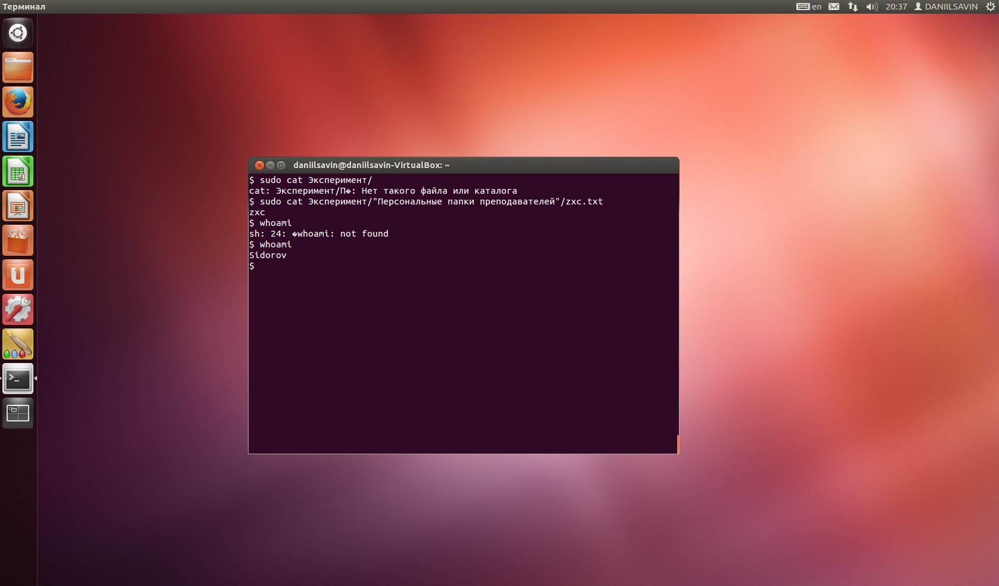 Терминал
en
20:37
DANIILSAVIN
daniilsavin@daniilsavin-VirtualBox: ~
$ sudo cat Эксперимент/
cat: Эксперимент/П�: Нет такого файла или каталога
$ sudo cat Эксперимент/"Персональные папки преподавателей"/zxc.txt
zxc
$ whoami
sh: 24: �whoami: not found
$ whoami
Sidorov
$